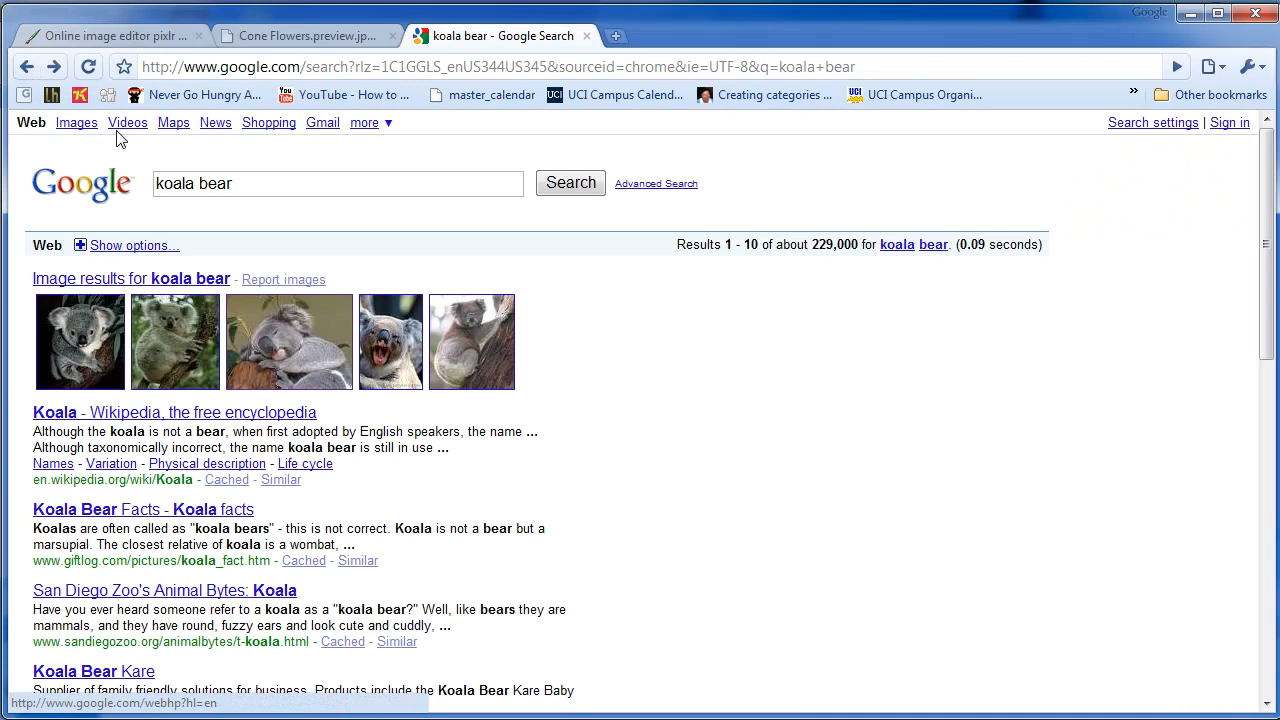 Google
Online image editor pixlr ...
Cone Flowers.preview.jp...
koala bear - Google Search
http://www.google.com/search?rlz=1C1GGLS_enUS344US345&sourceid=chrome&ie=UTF-8&q=koala+bear
Never Go Hungry A...
YouTube - How to ...
master_calendar
UCI Campus Calend...
Creating categories ...
UCI Campus Organi...
» Other bookmarks
Web Images Videos Maps News Shopping Gmail more ▼
Search settings | Sign in
Google koala bear Search Advanced Search
Web Show options... Results 1 - 10 of about 229,000 for koala bear. (0.09 seconds)
Image results for koala bear - Report images
Koala - Wikipedia, the free encyclopedia
Although the koala is not a bear, when first adopted by English speakers, the name ...
Although taxonomically incorrect, the name koala bear is still in use ...
Names - Variation - Physical description - Life cycle
en.wikipedia.org/wiki/Koala - Cached - Similar
Koala Bear Facts - Koala facts
Koalas are often called as "koala bears" - this is not correct. Koala is not a bear but a
marsupial. The closest relative of koala is a wombat, ...
www.giftlog.com/pictures/koala_fact.htm - Cached - Similar
San Diego Zoo's Animal Bytes: Koala
Have you ever heard someone refer to a koala as a "koala bear?" Well, like bears they are
mammals, and they have round, fuzzy ears and look cute and cuddly, ...
www.sandiegozoo.org/animalbytes/t-koala.html - Cached - Similar
Koala Bear Kare
Supplier of family friendly solutions for business. Products include the Koala Bear Kare Baby
http://www.google.com/webhp?hl=en